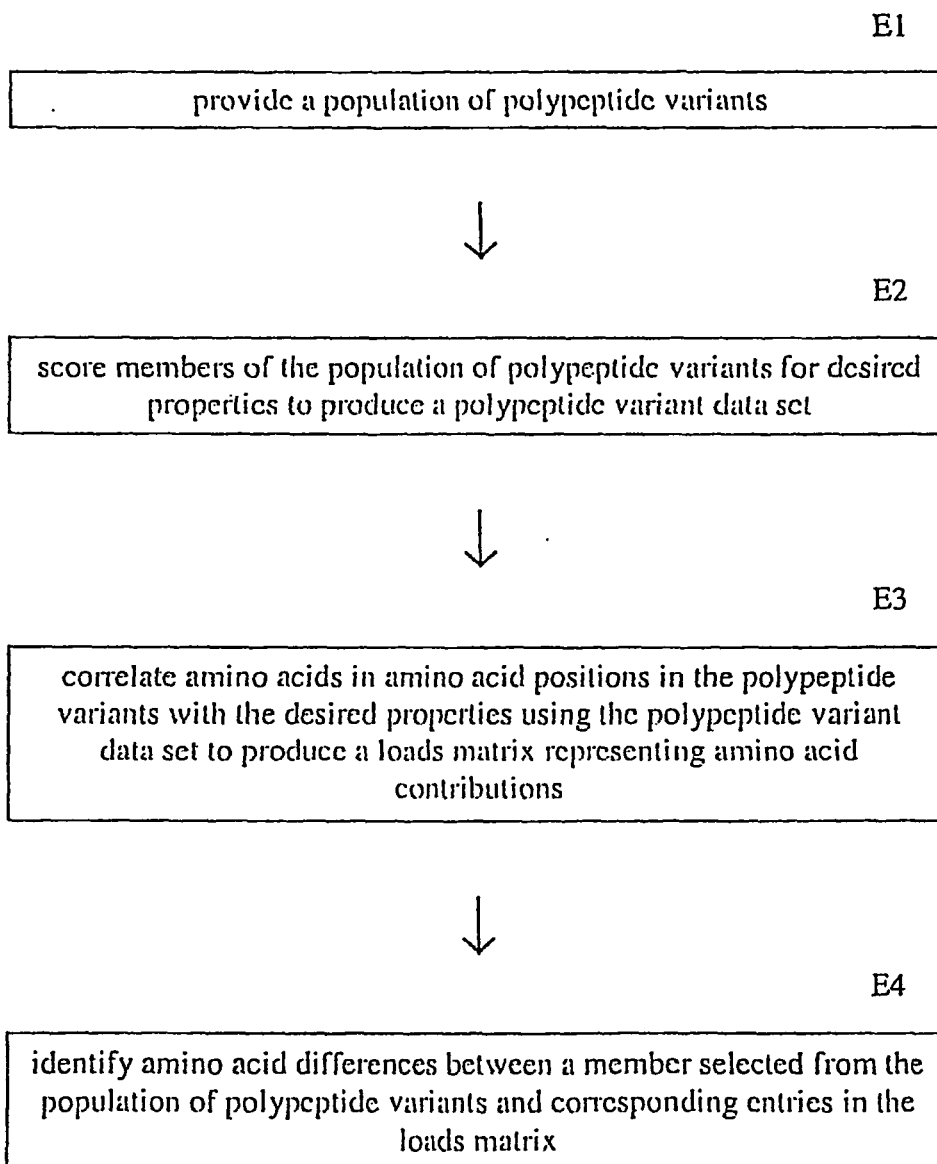 E1
provide a population of polypeptide variants
E2
score members of the population of polypeptide variants for desired
properties to produce a polypeptide variant data set
E3
correlate amino acids in amino acid positions in the polypeptide
variants with the desired properties using the polypeptide variant
data set to produce a loads matrix representing amino acid
contributions
E4
identify amino acid differences between a member selected from the
population of polypeptide variants and corresponding entries in the
loads matrix